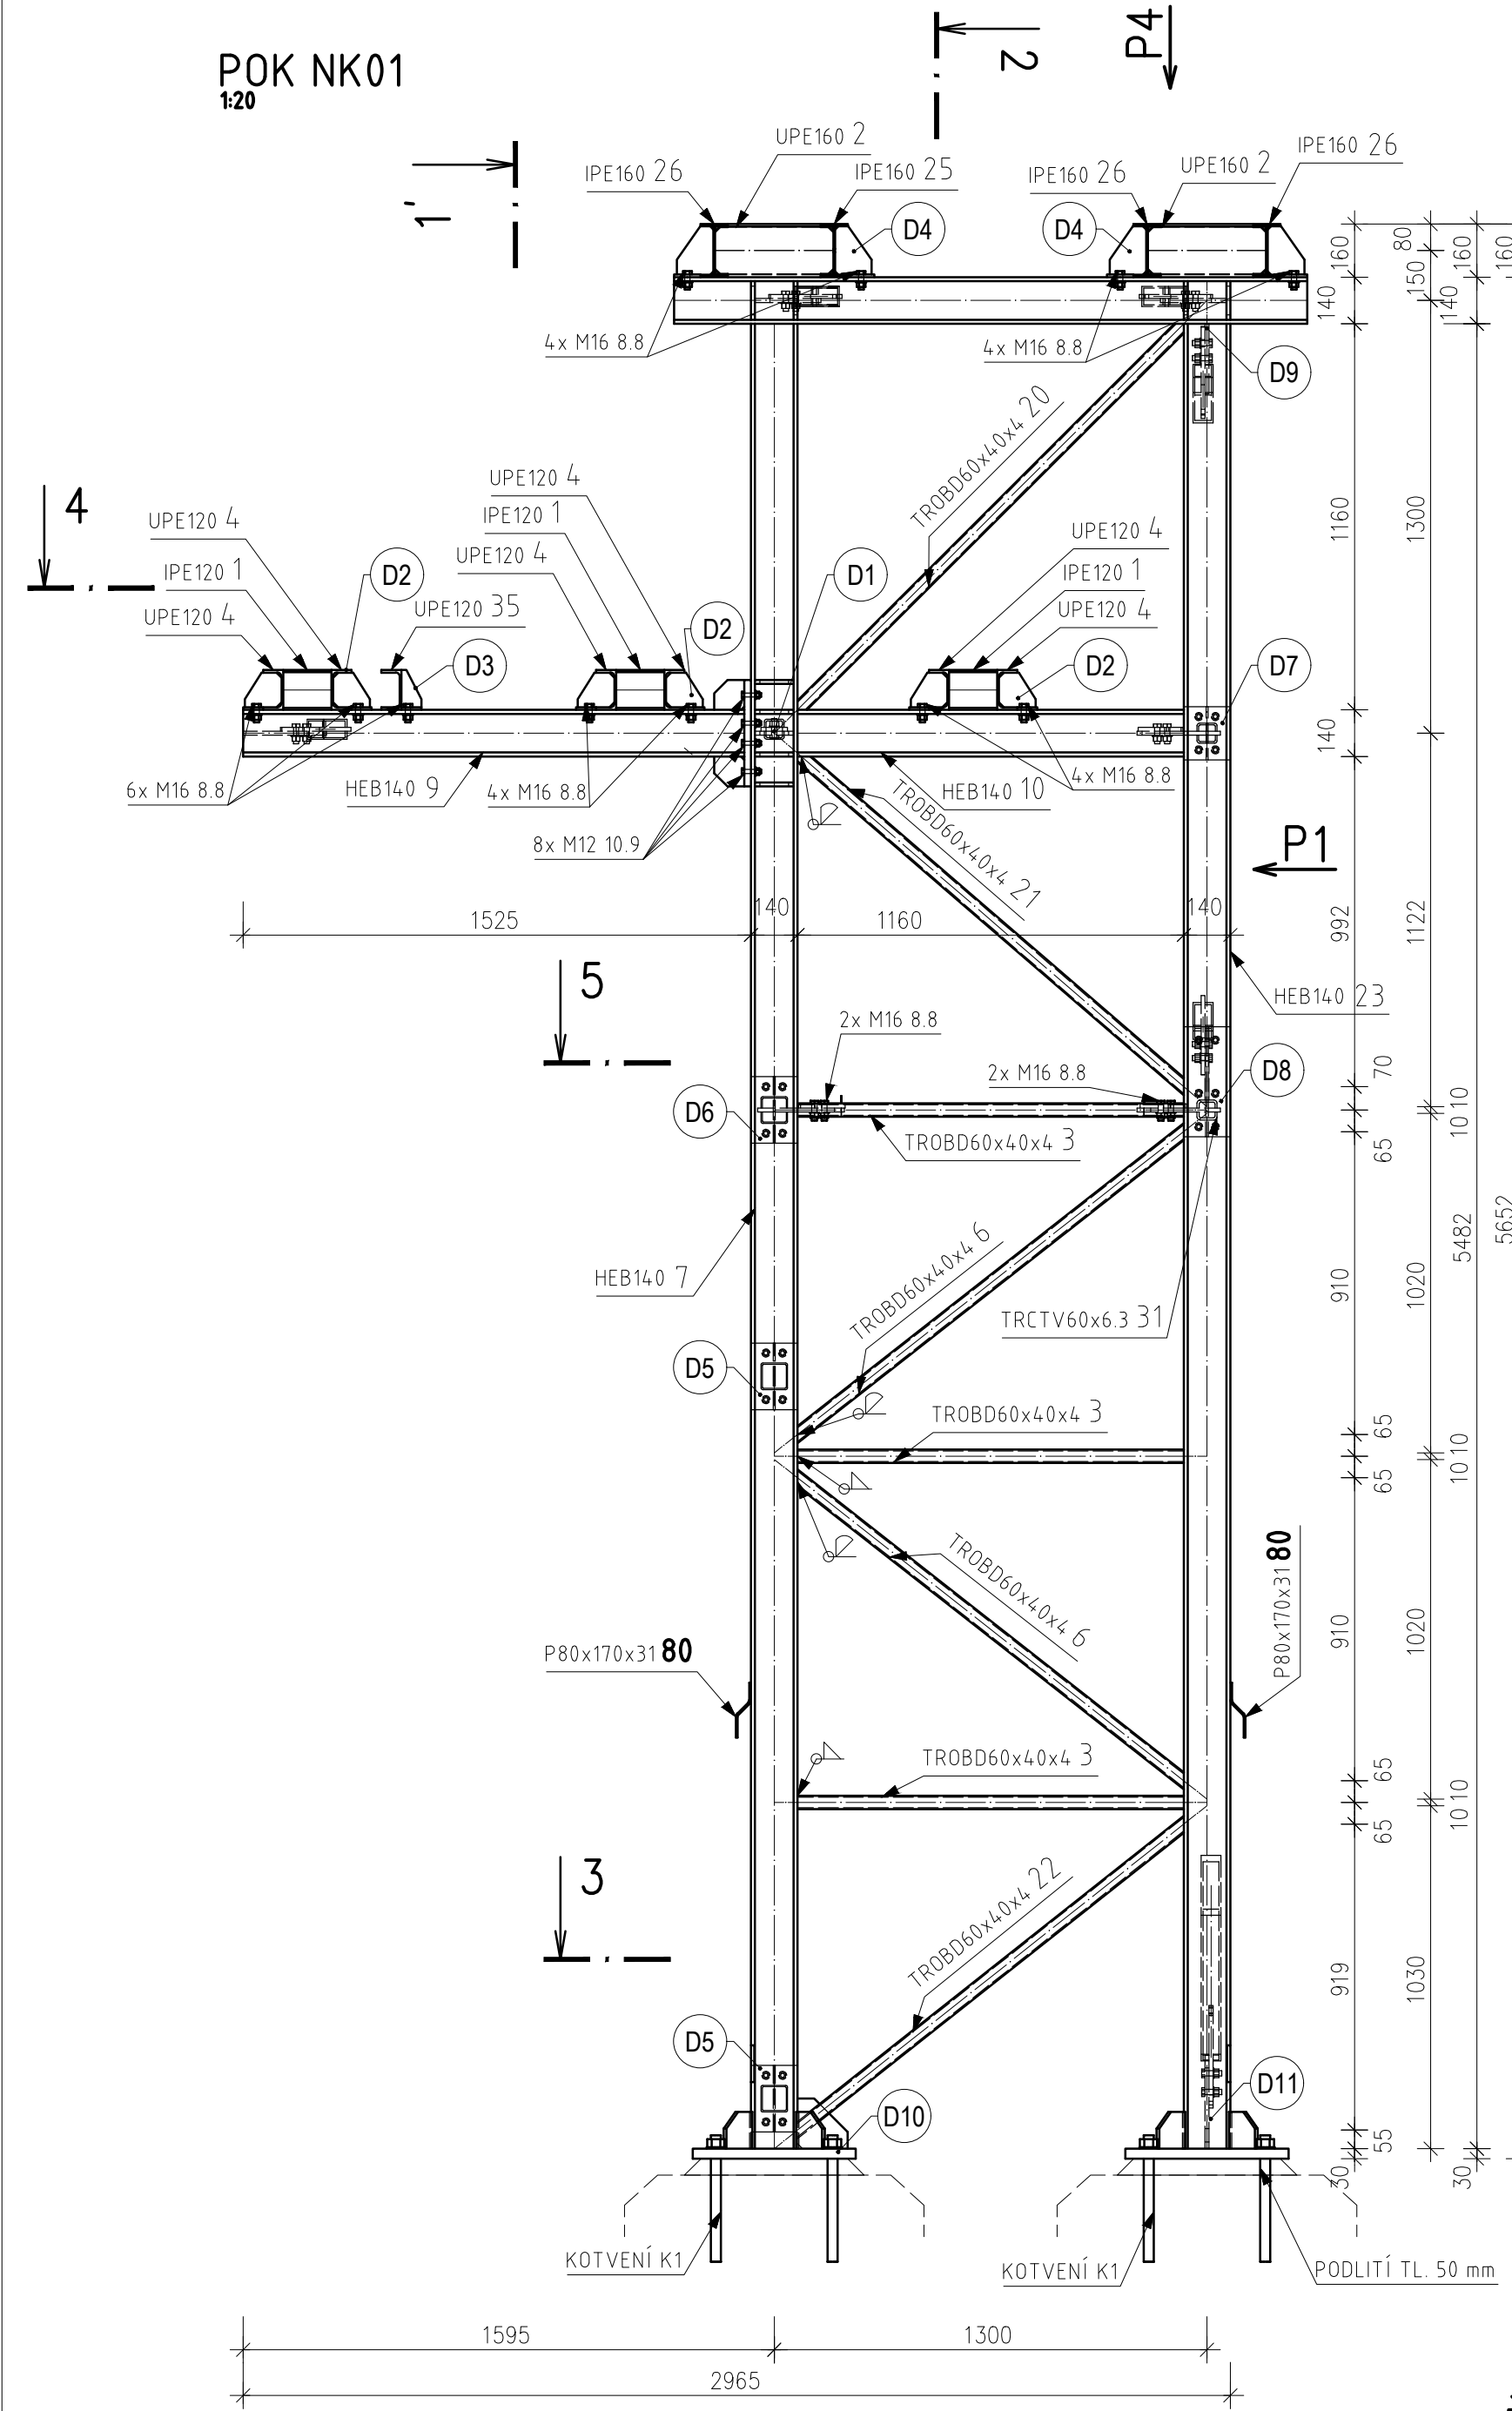 POK NK01
1:20
2
P4
1'
UPE160 2
IPE160 26
IPE160 25
IPE160 26
UPE160 2
IPE160 26
D4
D4
4x M16 8.8
4x M16 8.8
D9
160
140
80
150
160
140
160
TROBD60x40x4 20
1160
1300
4
UPE120 4
IPE120 1
UPE120 4
D2
UPE120 35
D3
UPE120 4
IPE120 1
UPE120 4
D2
D1
UPE120 4
IPE120 1
UPE120 4
D2
D7
140
6x M16 8.8
HEB140 9
4x M16 8.8
8x M12 10.9
HEB140 10
4x M16 8.8
TROBD60x40x4 21
P1
1525
140
1160
140
992
1122
HEB140 23
5
2x M16 8.8
2x M16 8.8
D6
D8
TROBD60x40x4 3
70
1010
65
HEB140 7
TROBD60x40x4 6
TRCTV60x6.3 31
910
1020
5482
5652
D5
TROBD60x40x4 3
65
1010
65
TROBD60x40x4 6
P80x170x31 80
P80x170x31 80
910
1020
TROBD60x40x4 3
65
1010
65
3
TROBD60x40x4 22
919
1030
D5
D10
D11
55
30
30
KOTVENÍ K1
KOTVENÍ K1
PODLITÍ TL. 50 mm
1595
1300
2965